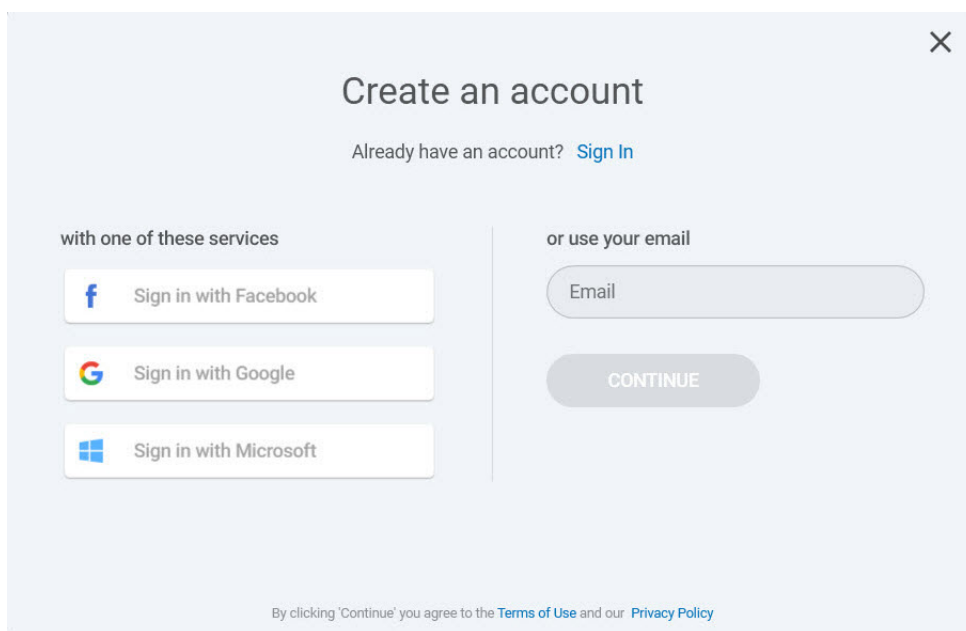 Create an account
Already have an account? Sign In
with one of these services
Sign in with Facebook
Sign in with Google
Sign in with Microsoft
or use your email
Email
CONTINUE
By clicking 'Continue' you agree to the Terms of Use and our Privacy Policy